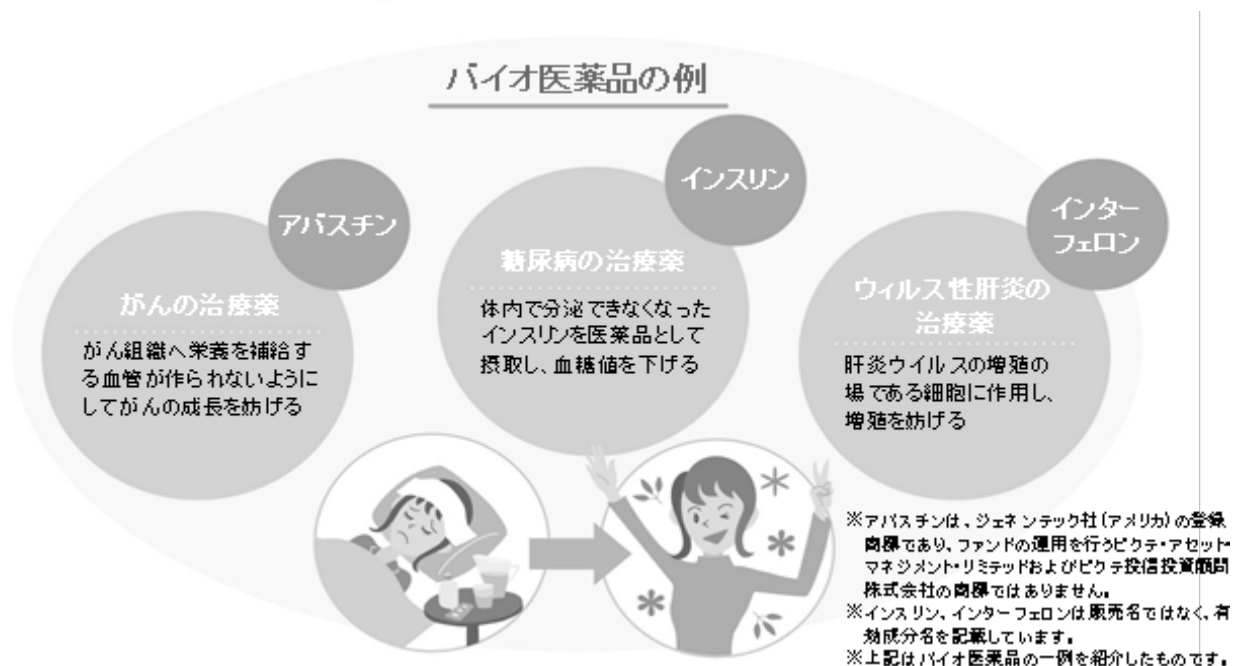 バイオ医薬品の例
アバスチン
がんの治療薬
がん組織へ栄養を補給す
る血管が作られないように
してがんの成長を妨げる
インスリン
糖尿病の治療薬
体内で分泌できなくなった
インスリンを医薬品として
摂取し、血糖値を下げる
インター
フェロン
ウィルス性肝炎の
治療薬
肝炎ウイルスの増殖の
場である細胞に作用し、
増殖を妨げる
※アバスチンは、ジェネンテック社(アメリカ)の登録
商標であり、ファンドの運用を行うピクテ・アセット・
マネジメント・リミテッドおよびピクテ投信投資顧問
株式会社の商標ではありません。
※インスリン、インターフェロンは販売名ではなく、有
効成分名を記載しています。
※上記はバイオ医薬品の一例を紹介したものです。